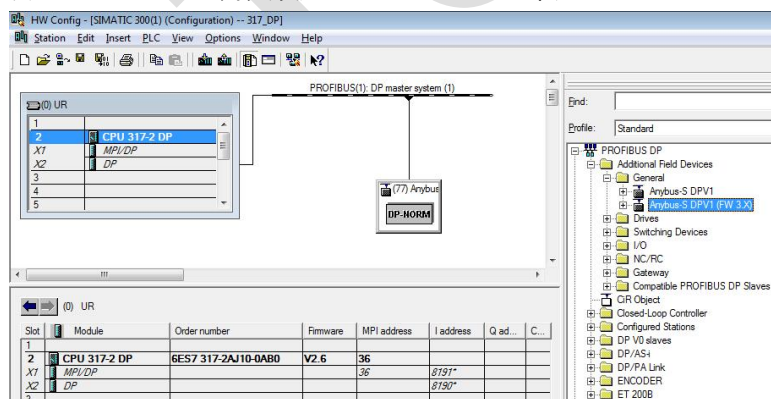 HW Config - [SIMATIC 300(1) (Configuration) -- 317_DP]
Station Edit Insert PLC View Options Window Help
PROFIBUS(1): DP master system (1)
(0) UR
1
2 CPU 317-2 DP
X1 MPI/DP
X2 DP
3
4
5
(77) Anybus
DP-NORM
Find:
Profile: Standard
PROFIBUS DP
Additional Field Devices
General
Anybus-S DPV1
Anybus-S DPV1 (FW 3.X)
Drives
Switching Devices
I/O
NC/RC
Gateway
Compatible PROFIBUS DP Slaves
CiR Object
Closed-Loop Controller
Configured Stations
DP V0 slaves
DP/AS-i
DP/PA Link
ENCODER
ET 200B
(0) UR
Slot Module Order number Firmware MPI address I address Q ad... C...
1
2 CPU 317-2 DP 6ES7 317-2AJ10-0AB0 V2.6 36
X1 MPI/DP 36 8191*
X2 DP 8190*